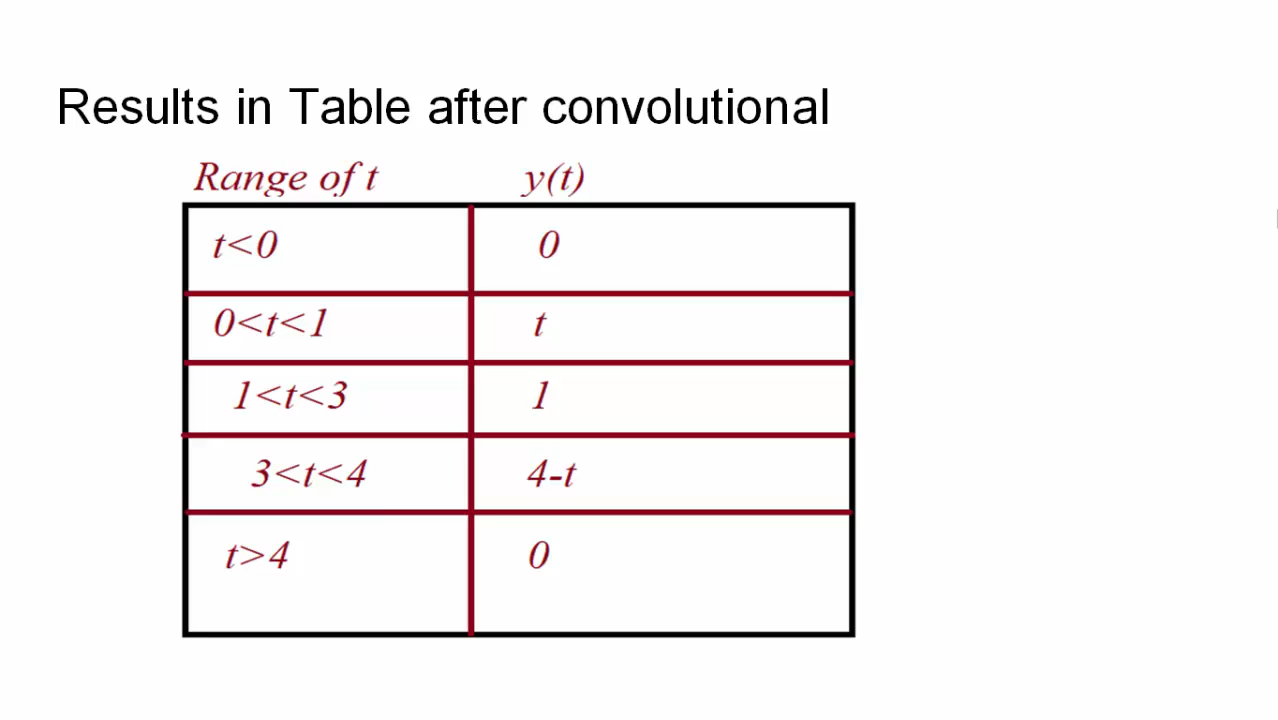 Results in Table after convolutional
Range of t y(t)
t<0 0
0<t<1 t
1<t<3 1
3<t<4 4-t
t>4 0